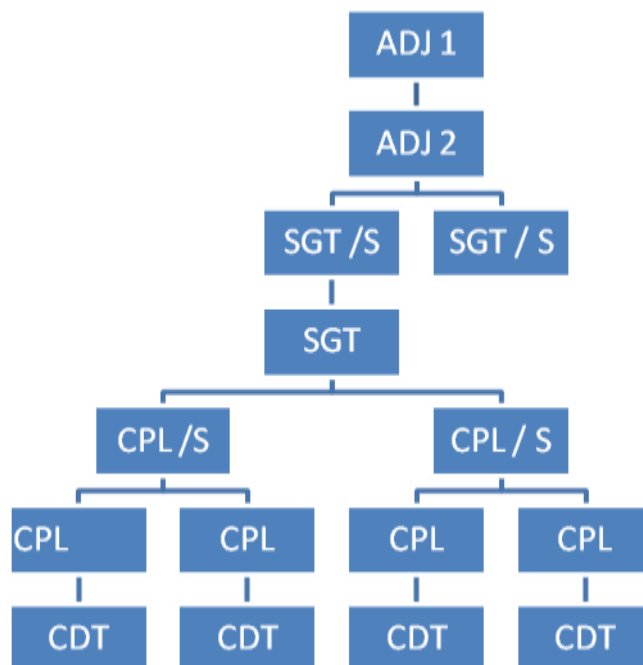 ADJ 1
ADJ 2
SGT /S
SGT / S
SGT
CPL /S
CPL / S
CPL
CPL
CPL
CPL
CDT
CDT
CDT
CDT